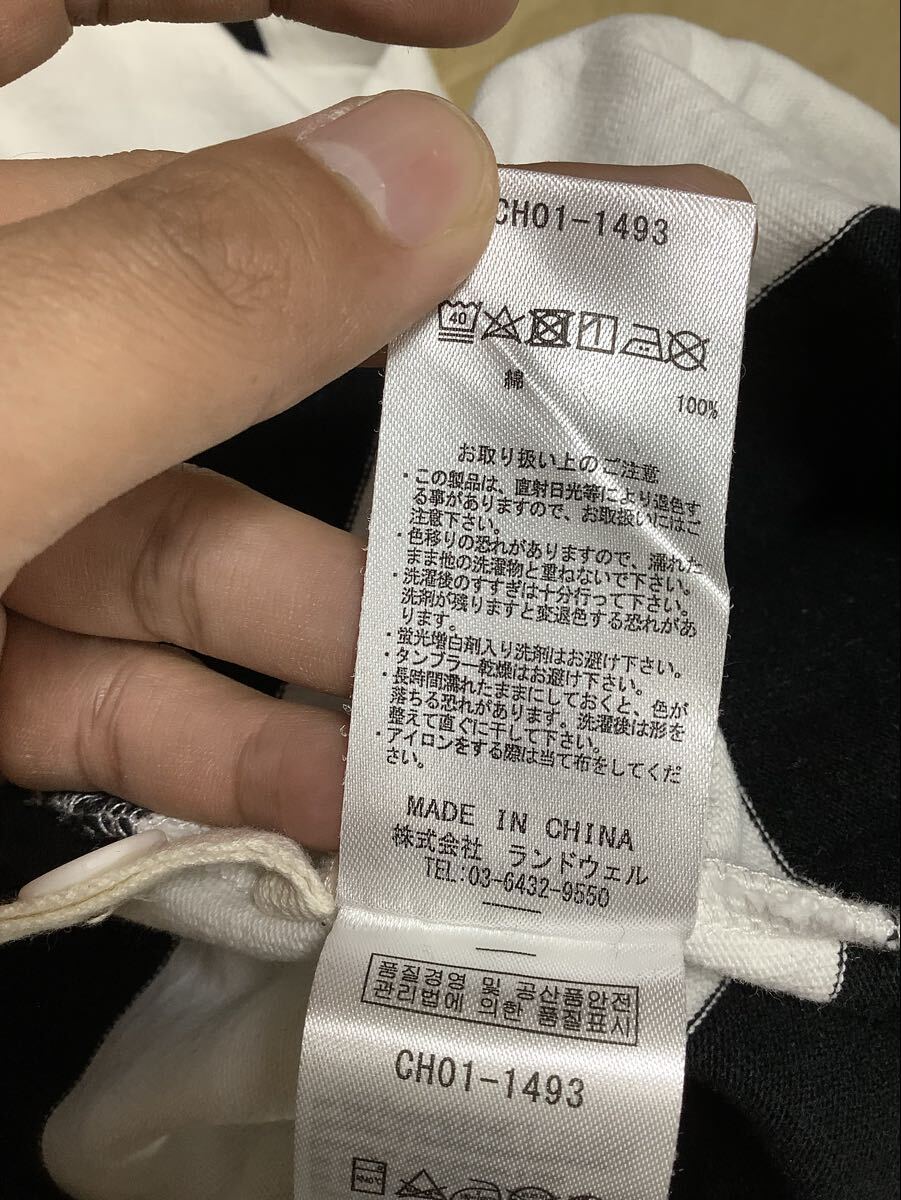 CH01-1493
40
綿
100%
お取り扱い上のご注意
・この製品は、直射日光等により退色す
る事がありますので、お取扱いにはご
注意下さい。
・色移りの恐れがありますので、濡れた
まま他の洗濯物と重ねないで下さい。
・洗濯後のすすぎは十分行って下さい。
洗剤が残りますと変退色する恐れがあ
ります。
・蛍光増白剤入り洗剤はお避け下さい。
・タンブラー乾燥はお避け下さい。
・長時間濡れたままにしておくと、色が
落ちる恐れがあります。洗濯後は形を
整えて直ぐに干して下さい。
・アイロンをする際は当て布をしてくだ
さい。
MADE IN CHINA
株式会社 ランドウェル
TEL:03-6432-9550
품질경영 및 공산품안전
관리법에 의한 품질표시
CH01-1493